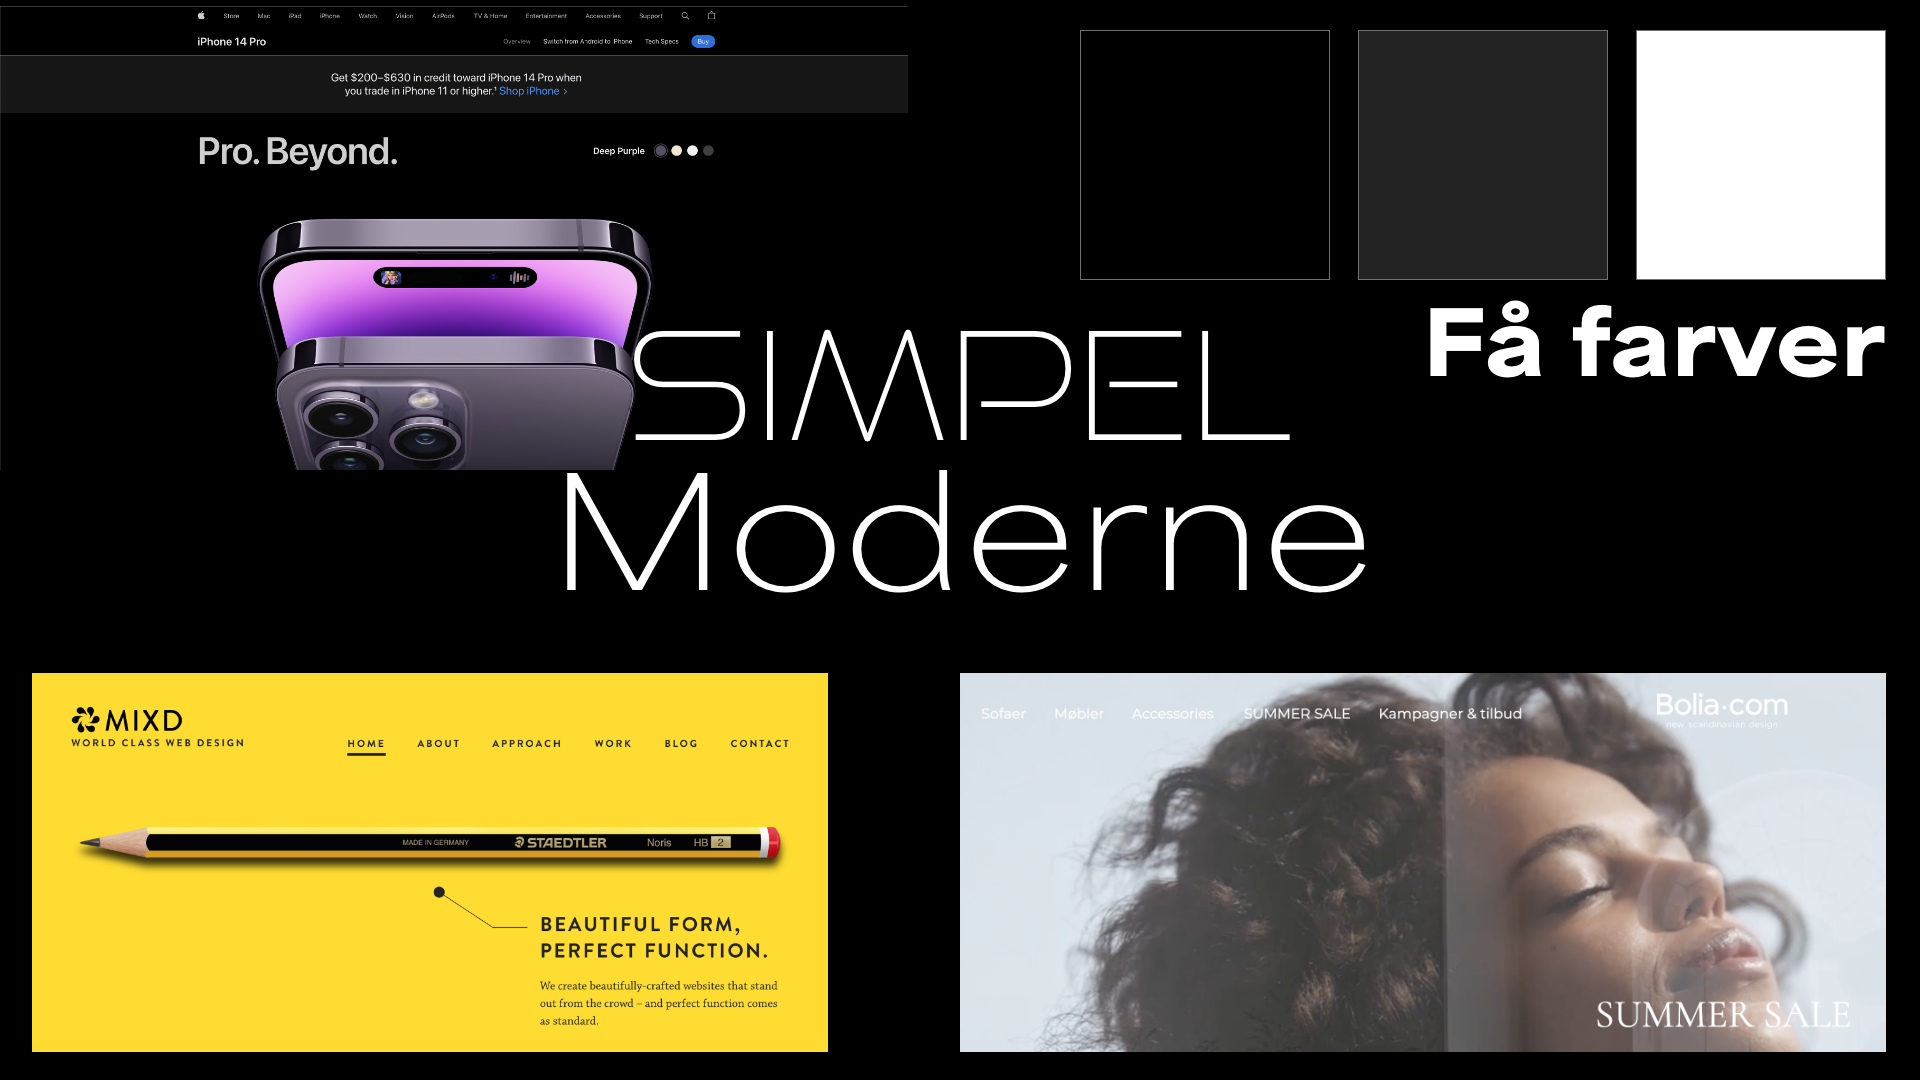 Store Mac iPad iPhone Watch Vision AirPods TV & Home Entertainment Accessories Support
iPhone 14 Pro
Overview Switch from Android to iPhone Tech Specs Buy
Get $200–$630 in credit toward iPhone 14 Pro when
you trade in iPhone 11 or higher.¹ Shop iPhone >
Pro. Beyond.
Deep Purple
Få farver
SIMPEL
Moderne
MIXD
WORLD CLASS WEB DESIGN
HOME ABOUT APPROACH WORK BLOG CONTACT
MADE IN GERMANY STAEDTLER Noris HB 2
BEAUTIFUL FORM,
PERFECT FUNCTION.
We create beautifully-crafted websites that stand
out from the crowd – and perfect function comes
as standard.
Sofaer Møbler Accessories SUMMER SALE Kampagner & tilbud
Bolia.com
new scandinavian design
SUMMER SALE